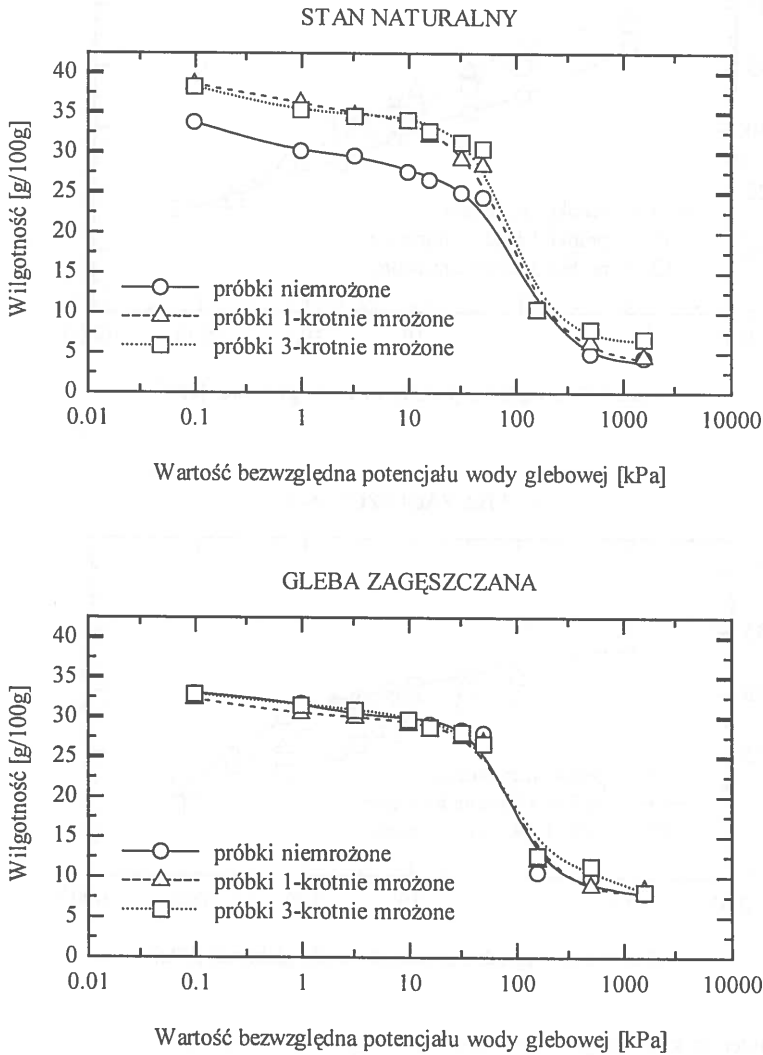 STAN NATURALNY
40
35
30
25
20
15
10
5
0
Wilgotność [g/100g]
próbki niemrożone
próbki 1-krotnie mrożone
próbki 3-krotnie mrożone
0.01 0.1 1 10 100 1000 10000
Wartość bezwzględna potencjału wody glebowej [kPa]
GLEBA ZAGĘSZCZANA
40
35
30
25
20
15
10
5
0
Wilgotność [g/100g]
próbki niemrożone
próbki 1-krotnie mrożone
próbki 3-krotnie mrożone
0.01 0.1 1 10 100 1000 10000
Wartość bezwzględna potencjału wody glebowej [kPa]